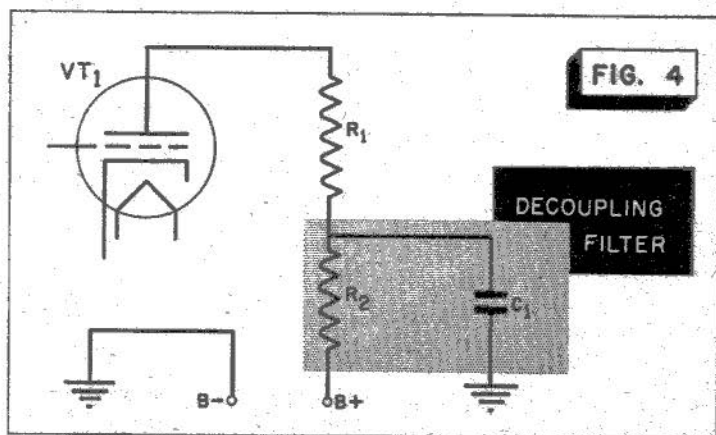 VT1
FIG. 4
R1
DECOUPLING
FILTER
R2
C1
B-
B+